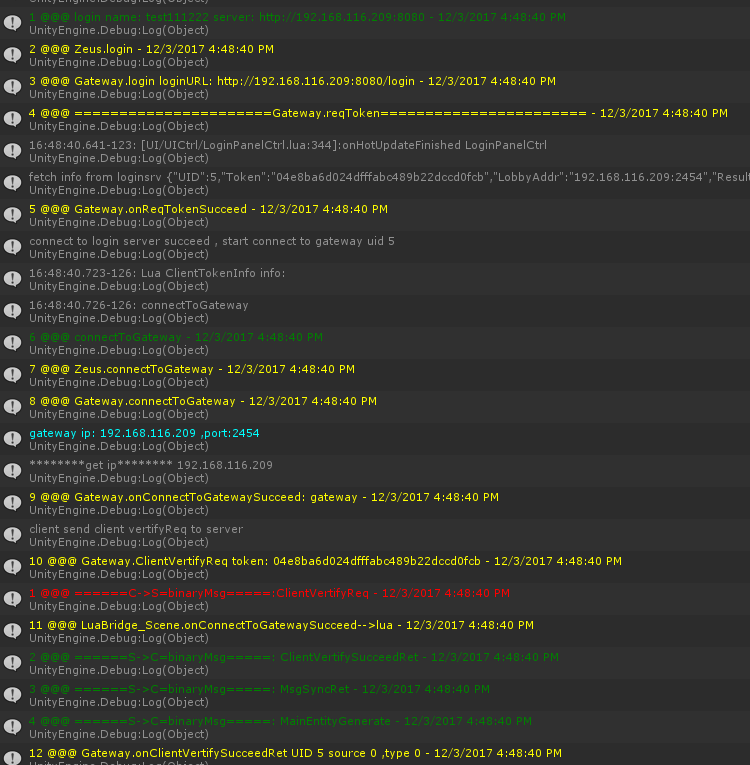 1 @@@ login name: test111222 server: http://192.168.116.209:8080 - 12/3/2017 4:48:40 PM
UnityEngine.Debug:Log(Object)
2 @@@ Zeus.login - 12/3/2017 4:48:40 PM
UnityEngine.Debug:Log(Object)
3 @@@ Gateway.login loginURL: http://192.168.116.209:8080/login - 12/3/2017 4:48:40 PM
UnityEngine.Debug:Log(Object)
4 @@@ ======================Gateway.reqToken======================= - 12/3/2017 4:48:40 PM
UnityEngine.Debug:Log(Object)
16:48:40.641-123: [UI/UICtrl/LoginPanelCtrl.lua:344]:onHotUpdateFinished LoginPanelCtrl
UnityEngine.Debug:Log(Object)
fetch info from loginsrv {"UID":5,"Token":"04e8ba6d024dfffabc489b22dccd0fcb","LobbyAddr":"192.168.116.209:2454","Resul
UnityEngine.Debug:Log(Object)
5 @@@ Gateway.onReqTokenSucceed - 12/3/2017 4:48:40 PM
UnityEngine.Debug:Log(Object)
connect to login server succeed , start connect to gateway uid 5
UnityEngine.Debug:Log(Object)
16:48:40.723-126: Lua ClientTokenInfo info:
UnityEngine.Debug:Log(Object)
16:48:40.726-126: connectToGateway
UnityEngine.Debug:Log(Object)
6 @@@ connectToGateway - 12/3/2017 4:48:40 PM
UnityEngine.Debug:Log(Object)
7 @@@ Zeus.connectToGateway - 12/3/2017 4:48:40 PM
UnityEngine.Debug:Log(Object)
8 @@@ Gateway.connectToGateway - 12/3/2017 4:48:40 PM
UnityEngine.Debug:Log(Object)
gateway ip: 192.168.116.209 ,port:2454
UnityEngine.Debug:Log(Object)
********get ip******** 192.168.116.209
UnityEngine.Debug:Log(Object)
9 @@@ Gateway.onConnectToGatewaySucceed: gateway - 12/3/2017 4:48:40 PM
UnityEngine.Debug:Log(Object)
client send client vertifyReq to server
UnityEngine.Debug:Log(Object)
10 @@@ Gateway.ClientVertifyReq token: 04e8ba6d024dfffabc489b22dccd0fcb - 12/3/2017 4:48:40 PM
UnityEngine.Debug:Log(Object)
1 @@@ ======C->S=binaryMsg=====:ClientVertifyReq - 12/3/2017 4:48:40 PM
UnityEngine.Debug:Log(Object)
11 @@@ LuaBridge_Scene.onConnectToGatewaySucceed-->lua - 12/3/2017 4:48:40 PM
UnityEngine.Debug:Log(Object)
2 @@@ ======S->C=binaryMsg=====: ClientVertifySucceedRet - 12/3/2017 4:48:40 PM
UnityEngine.Debug:Log(Object)
3 @@@ ======S->C=binaryMsg=====: MsgSyncRet - 12/3/2017 4:48:40 PM
UnityEngine.Debug:Log(Object)
4 @@@ ======S->C=binaryMsg=====: MainEntityGenerate - 12/3/2017 4:48:40 PM
UnityEngine.Debug:Log(Object)
12 @@@ Gateway.onClientVertifySucceedRet UID 5 source 0 ,type 0 - 12/3/2017 4:48:40 PM
UnityEngine.Debug:Log(Object)